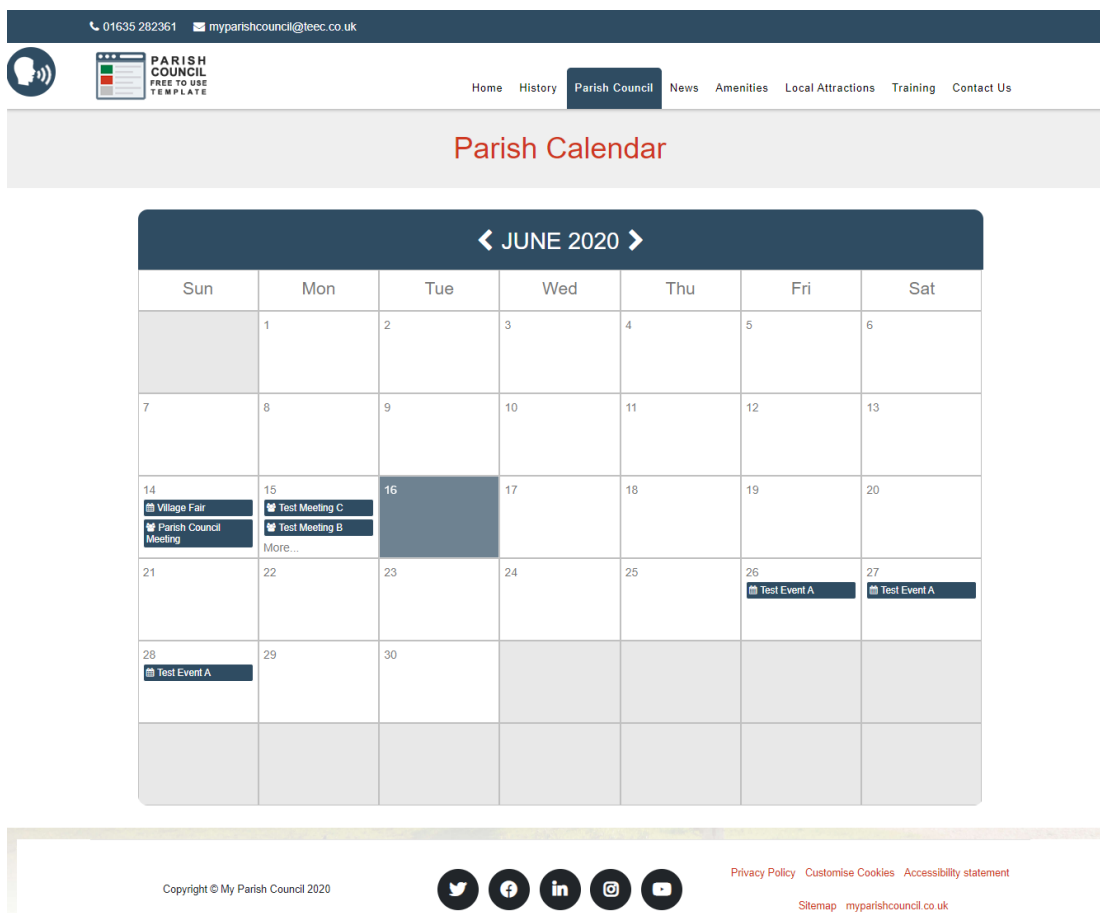 01635 282361 myparishcouncil@teec.co.uk
PARISH
COUNCIL
FREE TO USE
TEMPLATE
Home History Parish Council News Amenities Local Attractions Training Contact Us
Parish Calendar
JUNE 2020
Sun Mon Tue Wed Thu Fri Sat
1 2 3 4 5 6
7 8 9 10 11 12 13
14 15 16 17 18 19 20
Village Fair Test Meeting C
Parish Council Test Meeting B
Meeting
More...
21 22 23 24 25 26 27
Test Event A Test Event A
28 29 30
Test Event A
Privacy Policy Customise Cookies Accessibility statement
Copyright © My Parish Council 2020
Sitemap myparishcouncil.co.uk